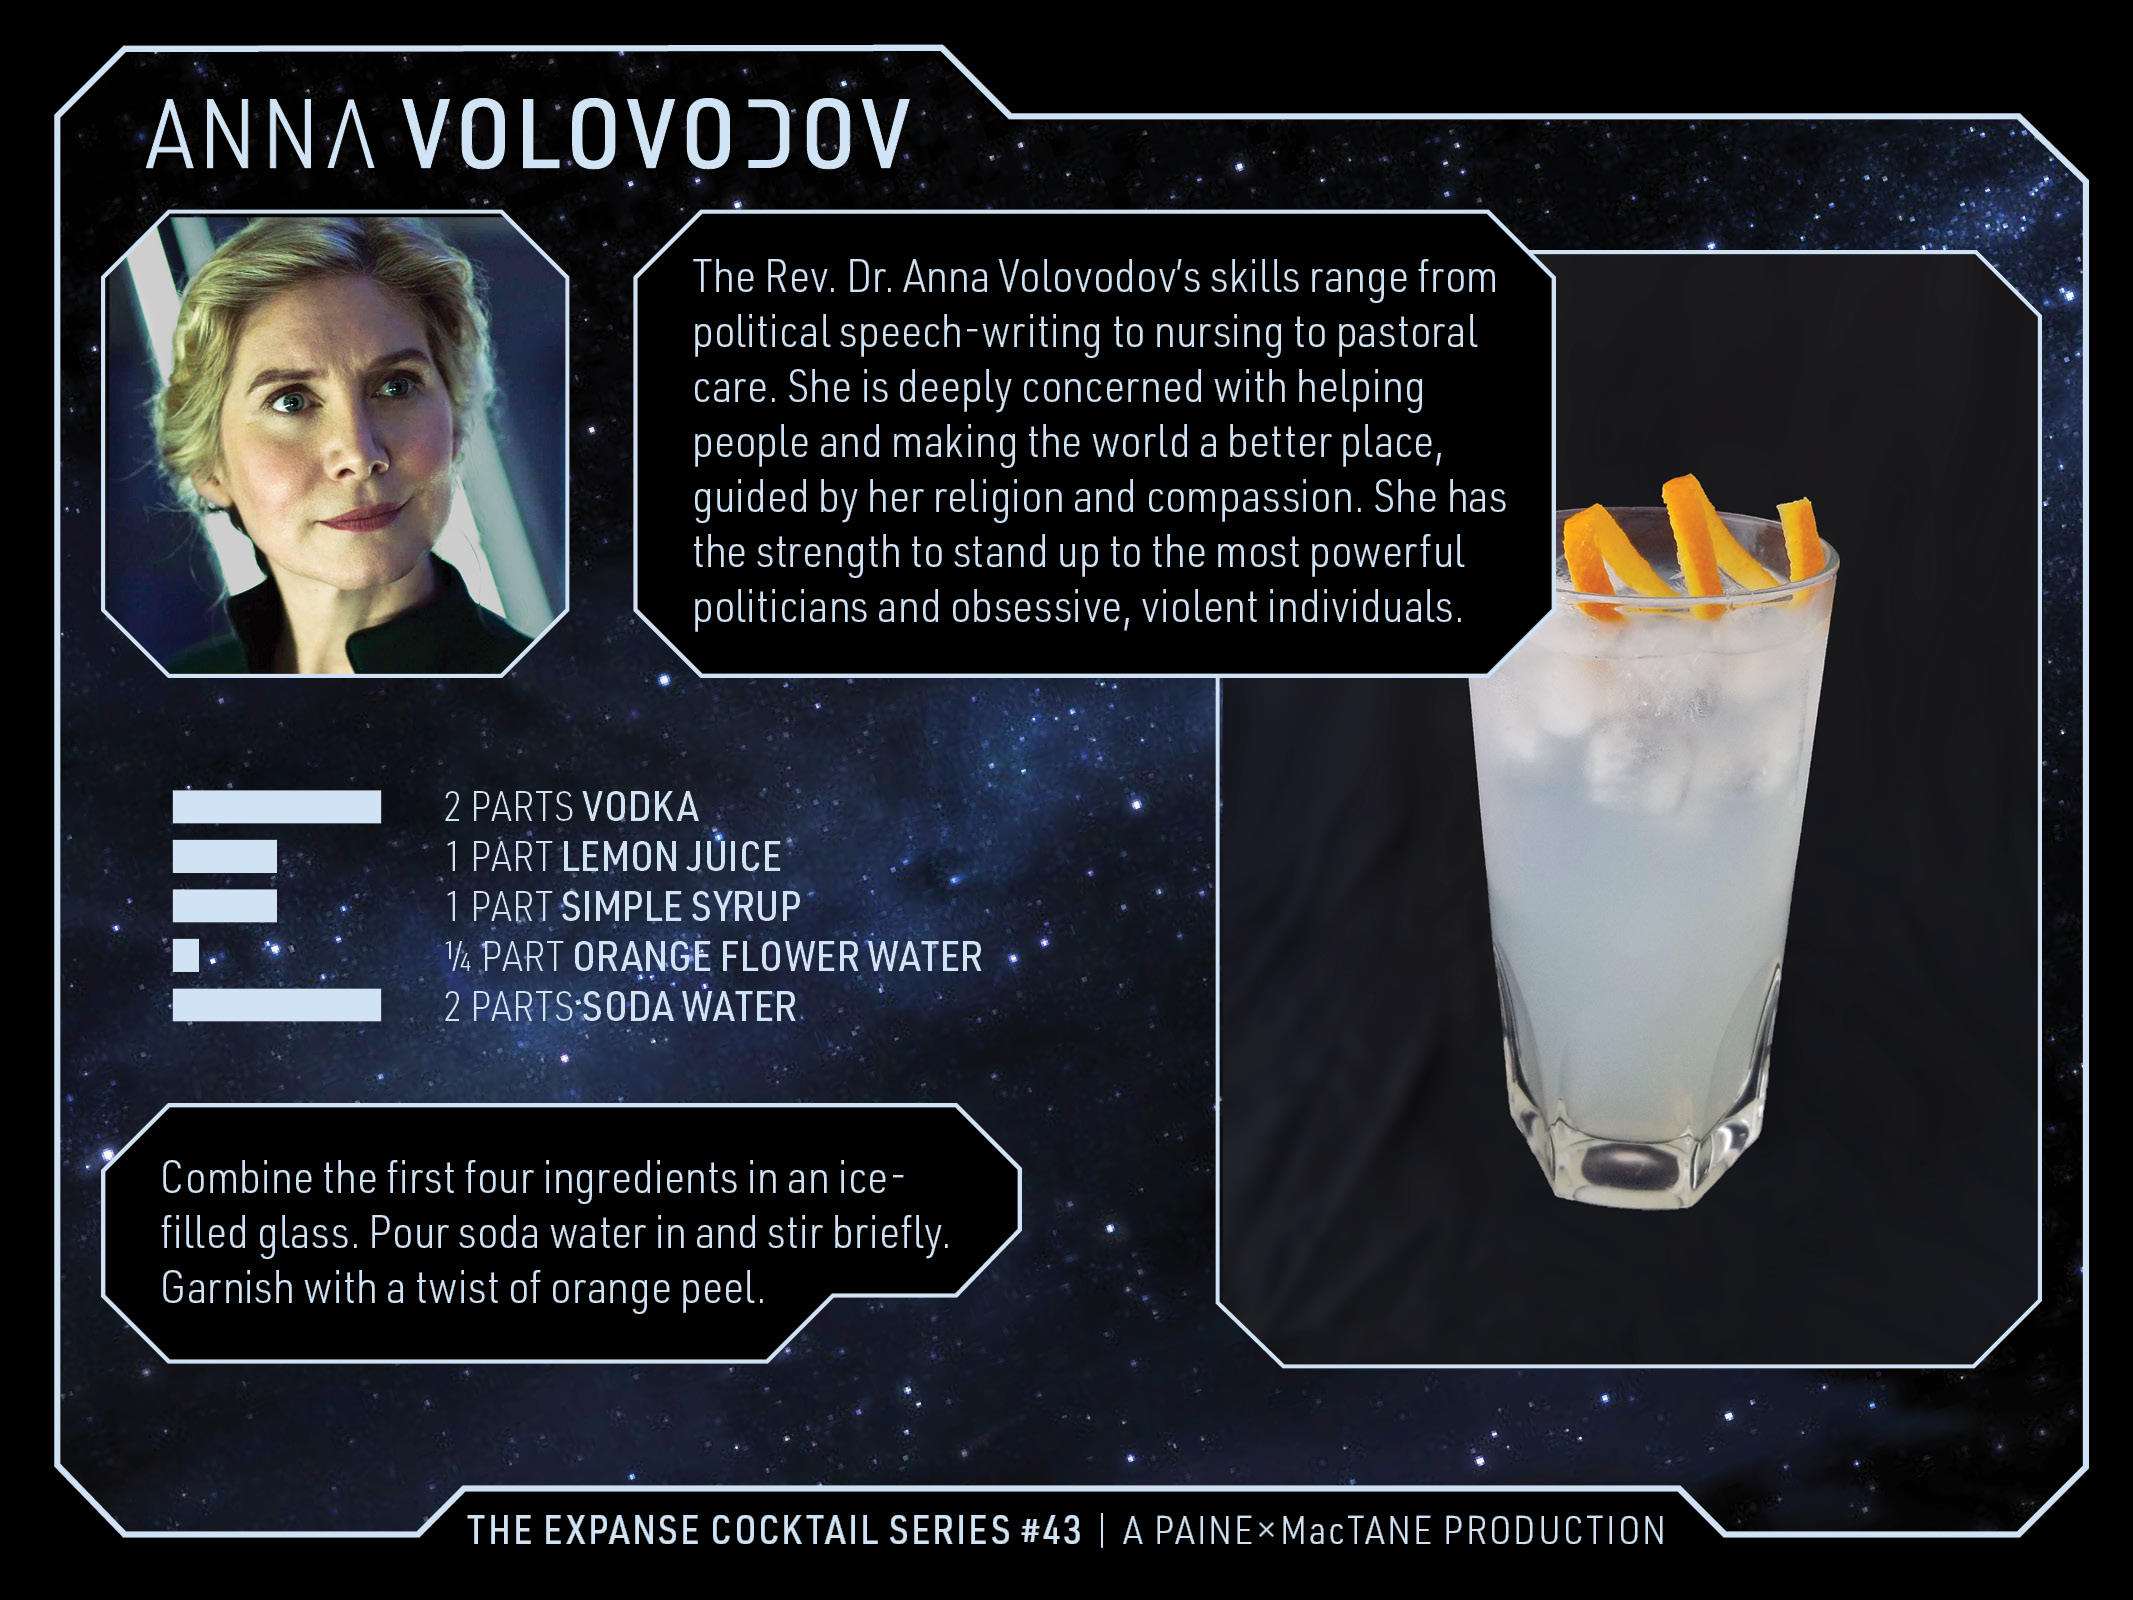 ANNA VOLOVODOV
The Rev. Dr. Anna Volovodov's skills range from
political speech-writing to nursing to pastoral
care. She is deeply concerned with helping
people and making the world a better place,
guided by her religion and compassion. She has
the strength to stand up to the most powerful
politicians and obsessive, violent individuals.
2 PARTS VODKA
1 PART LEMON JUICE
1 PART SIMPLE SYRUP
¼ PART ORANGE FLOWER WATER
2 PARTS SODA WATER
Combine the first four ingredients in an ice-
filled glass. Pour soda water in and stir briefly.
Garnish with a twist of orange peel.
THE EXPANSE COCKTAIL SERIES #43 | A PAINE×MacTANE PRODUCTION